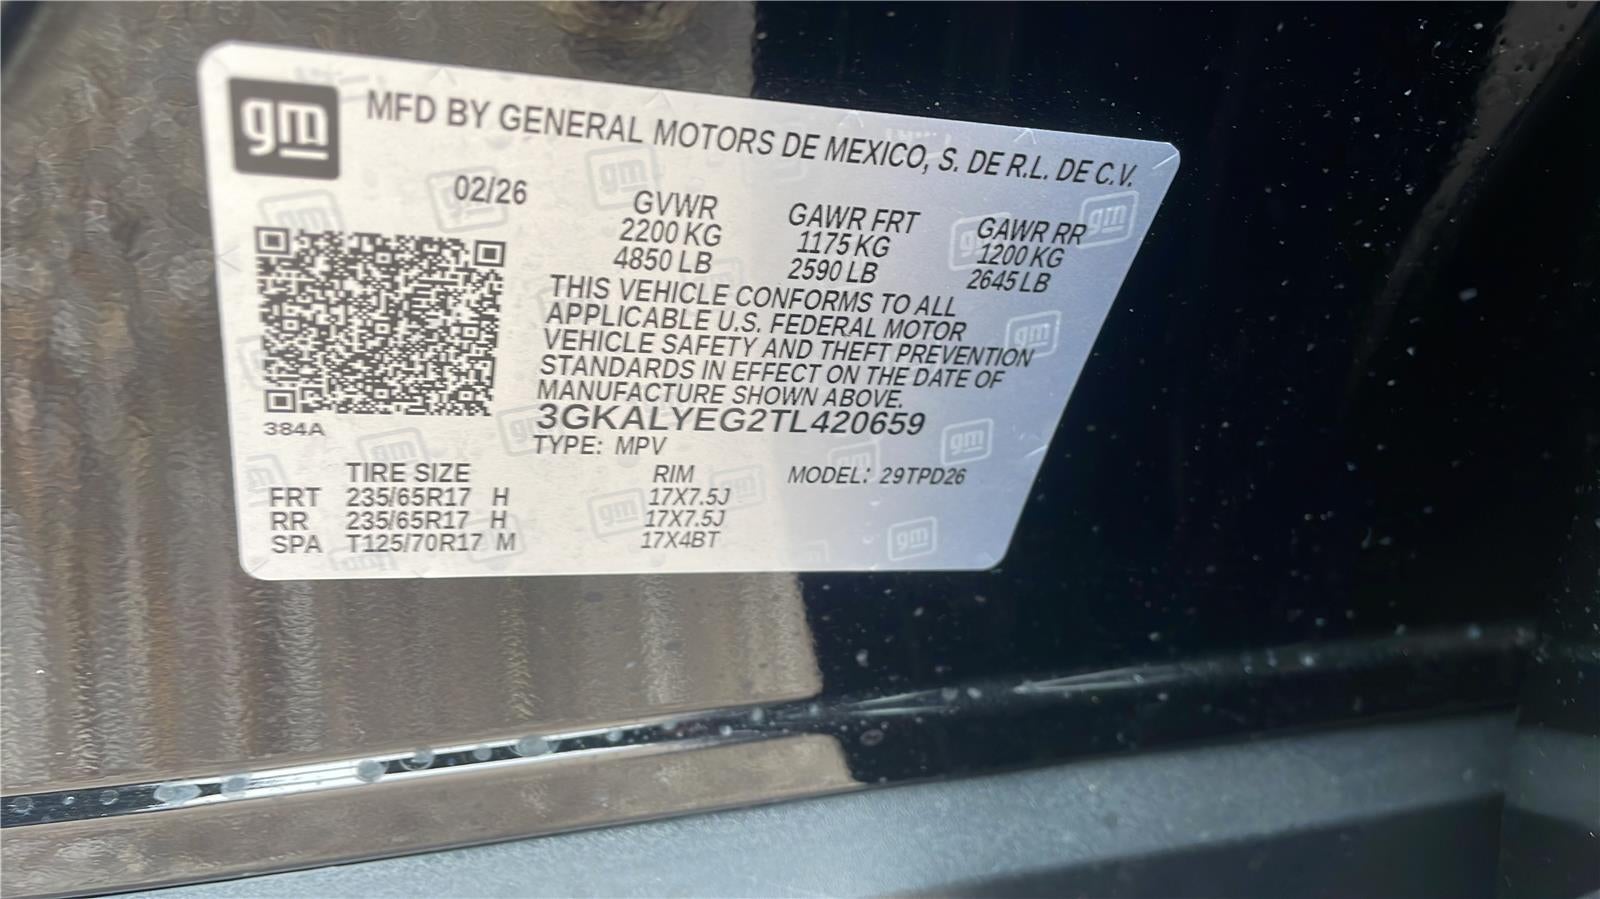 gm MFD BY GENERAL MOTORS DE MEXICO, S. DE R.L. DE C.V.
02/26
GVWR GAWR FRT GAWR RR
2200 KG 1175 KG 1200 KG
4850 LB 2590 LB 2645 LB
THIS VEHICLE CONFORMS TO ALL
APPLICABLE U.S. FEDERAL MOTOR
VEHICLE SAFETY AND THEFT PREVENTION
STANDARDS IN EFFECT ON THE DATE OF
MANUFACTURE SHOWN ABOVE.
3GKALYEG2TL420659
384A
TYPE: MPV
TIRE SIZE RIM MODEL: 29TPD26
FRT 235/65R17 H 17X7.5J
RR 235/65R17 H 17X7.5J
SPA T125/70R17 M 17X4BT